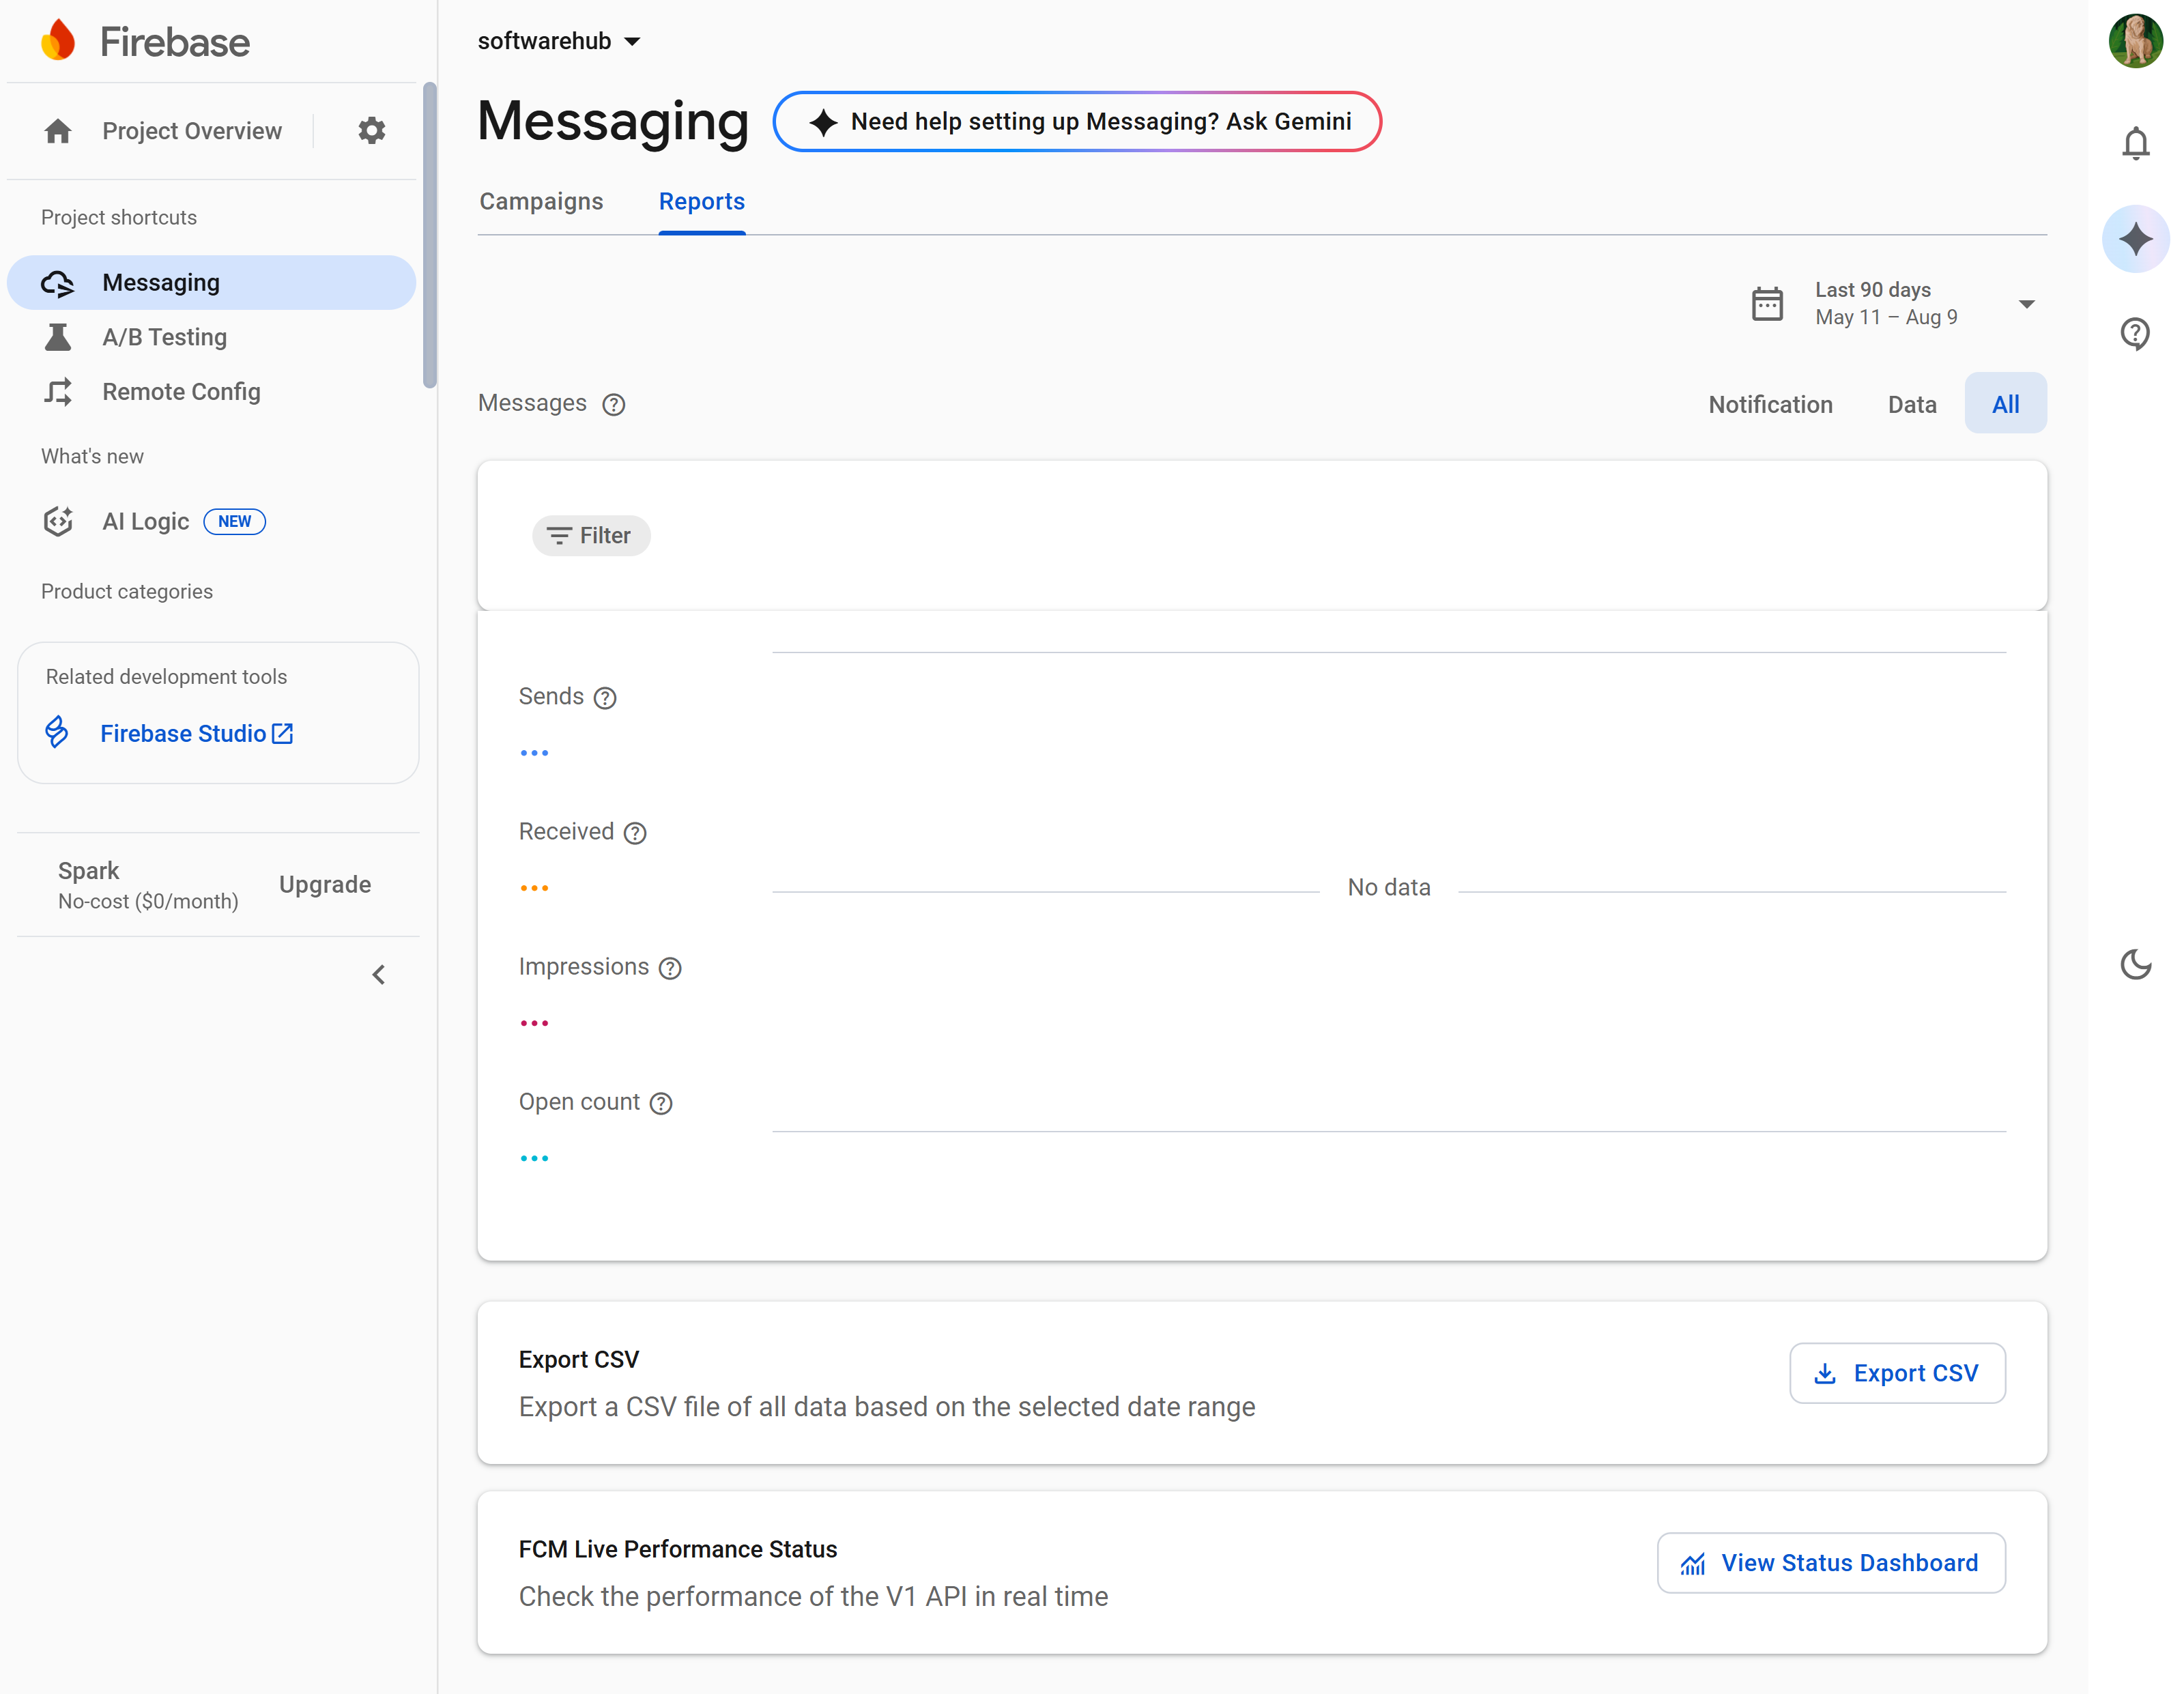 Firebase
Project Overview
Project shortcuts
Messaging
A/B Testing
Remote Config
What's new
AI Logic NEW
Product categories
Related development tools
Firebase Studio
Spark
No-cost ($0/month)
Upgrade
softwarehub
Messaging
Need help setting up Messaging? Ask Gemini
Campaigns Reports
Last 90 days
May 11 – Aug 9
Messages
Notification Data All
Filter
Sends
Received
No data
Impressions
Open count
Export CSV
Export a CSV file of all data based on the selected date range
Export CSV
FCM Live Performance Status
Check the performance of the V1 API in real time
View Status Dashboard